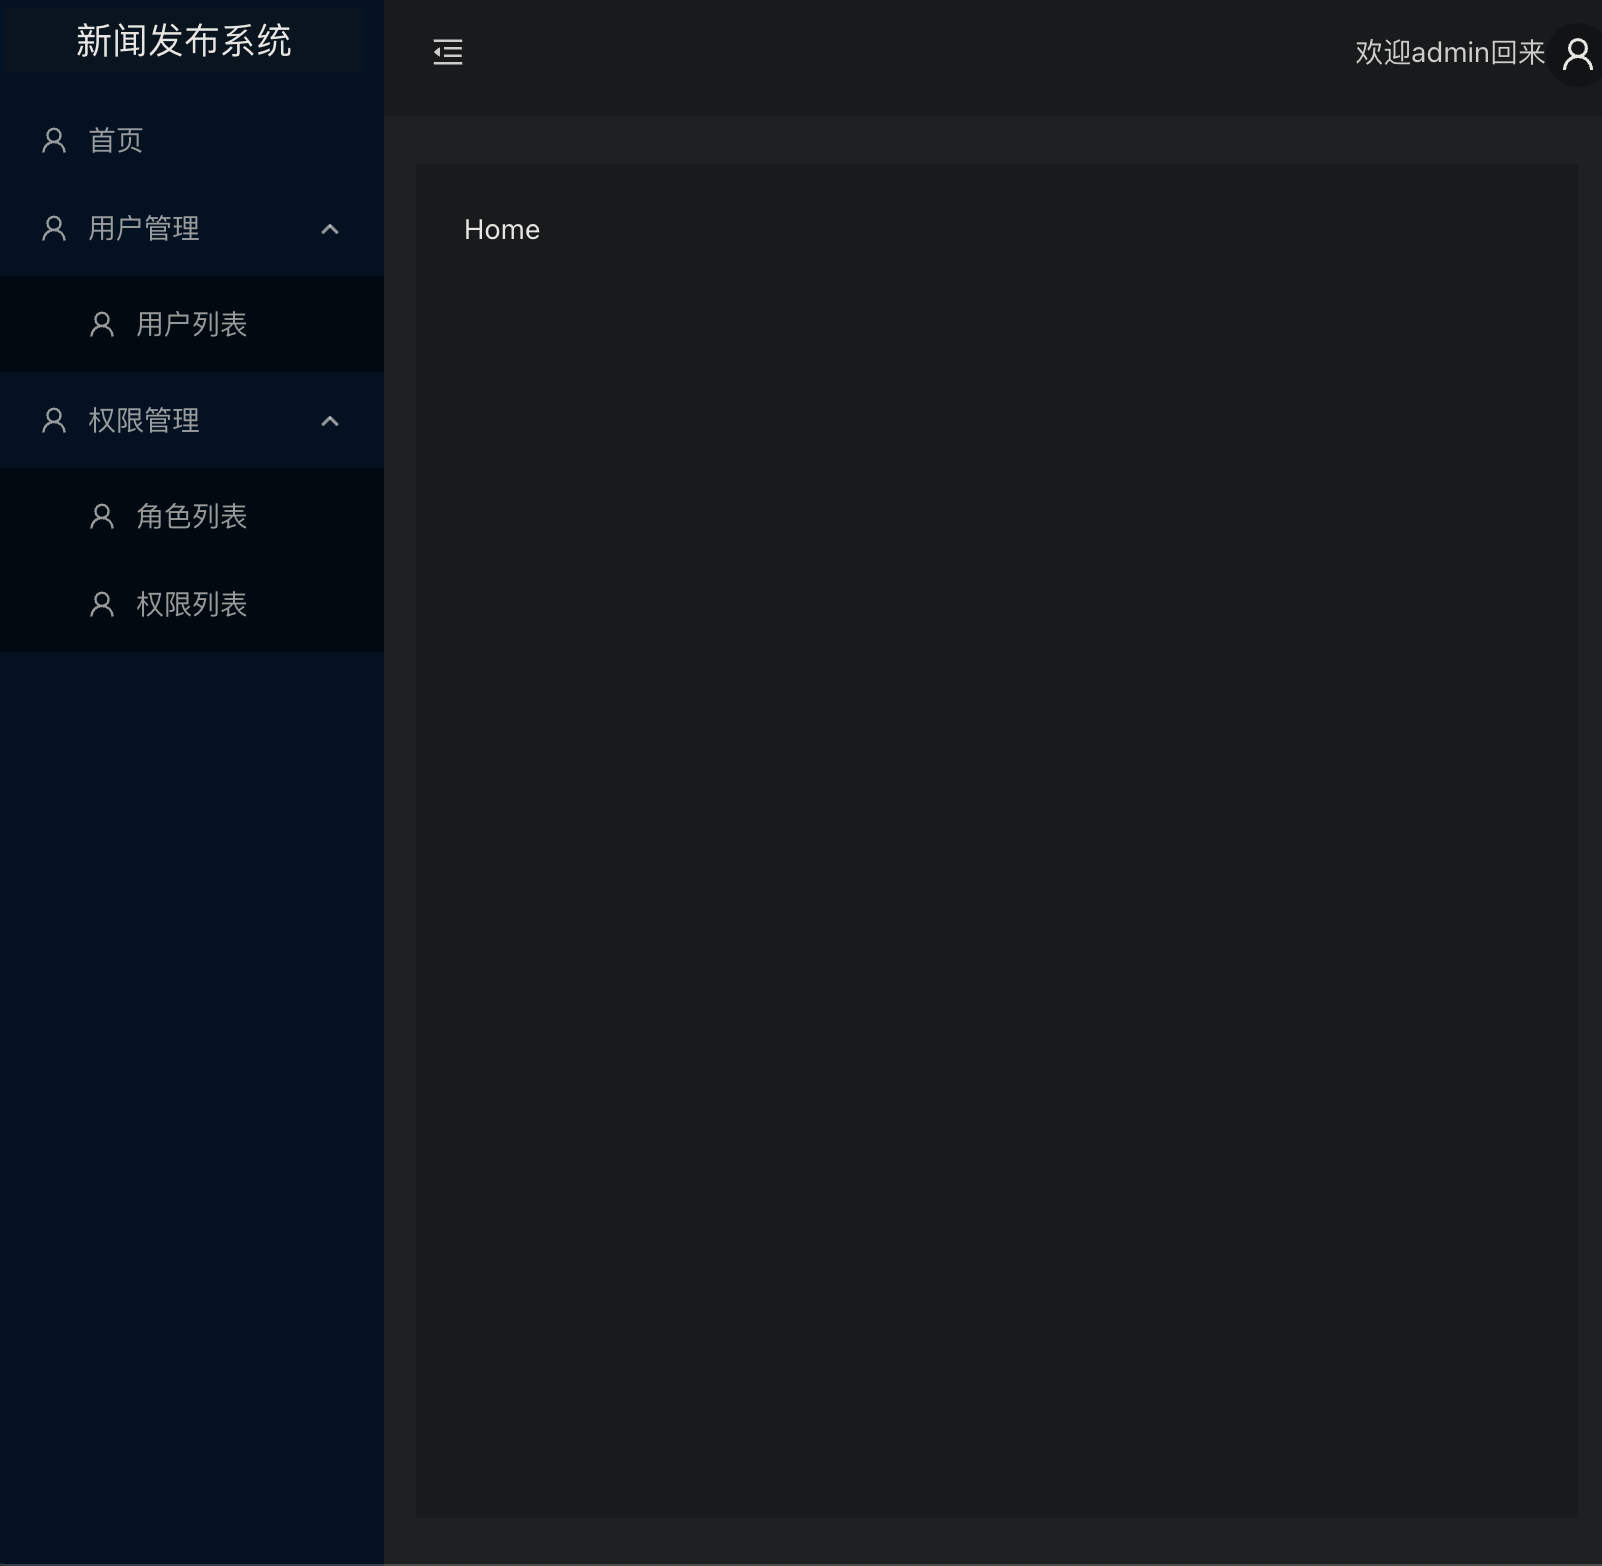 新闻发布系统
首页
用户管理
用户列表
权限管理
角色列表
权限列表
欢迎admin回来
Home